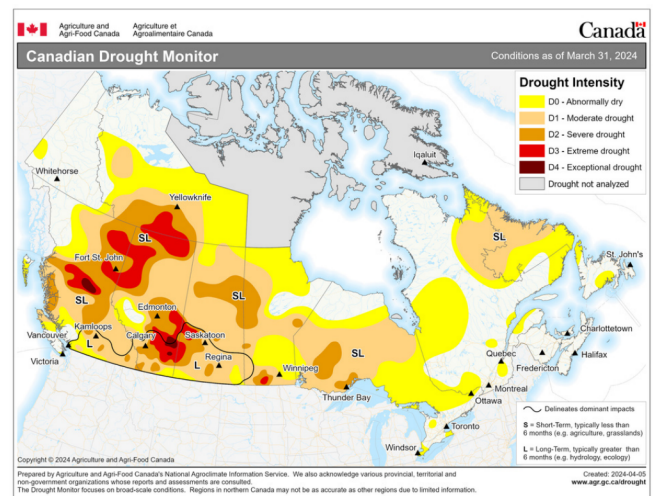 Agriculture and Agriculture et
Agri-Food Canada Agroalimentaire Canada
Canada
Canadian Drought Monitor
Conditions as of March 31, 2024
Drought Intensity
D0 - Abnormally dry
D1 - Moderate drought
D2 - Severe drought
D3 - Extreme drought
D4 - Exceptional drought
Drought not analyzed
Iqaluit
Whitehorse
Yellowknife
SL
SL
Fort St. John
St. John's
SL
SL
Edmonton
Kamloops
Calgary
Saskatoon
Vancouver
L
Victoria
L
Regina
Winnipeg
SL
Thunder Bay
Charlottetown
Quebec
Halifax
Fredericton
Montreal
Ottawa
Toronto
Windsor
Delineates dominant impacts
S = Short-Term, typically less than
6 months (e.g. agriculture, grasslands)
L = Long-Term, typically greater than
6 months (e.g. hydrology, ecology)
Copyright © 2024 Agriculture and Agri-Food Canada
Prepared by Agriculture and Agri-Food Canada's National Agroclimate Information Service. We also acknowledge various provincial, territorial and
non-government organizations whose reports and assessments are consulted.
The Drought Monitor focuses on broad-scale conditions. Regions in northern Canada may not be as accurate as other regions due to limited information.
Created: 2024-04-05
www.agr.gc.ca/drought